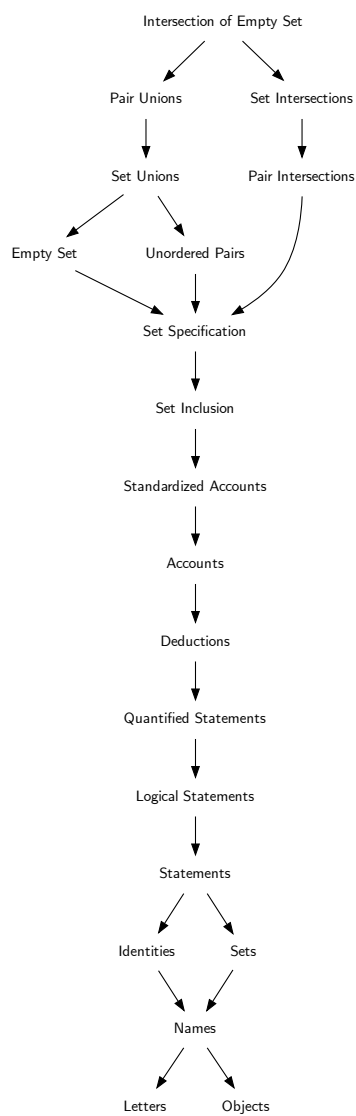 Intersection of Empty Set
Pair Unions
Set Intersections
Set Unions
Pair Intersections
Empty Set
Unordered Pairs
Set Specification
Set Inclusion
Standardized Accounts
Accounts
Deductions
Quantified Statements
Logical Statements
Statements
Identities
Sets
Names
Letters
Objects